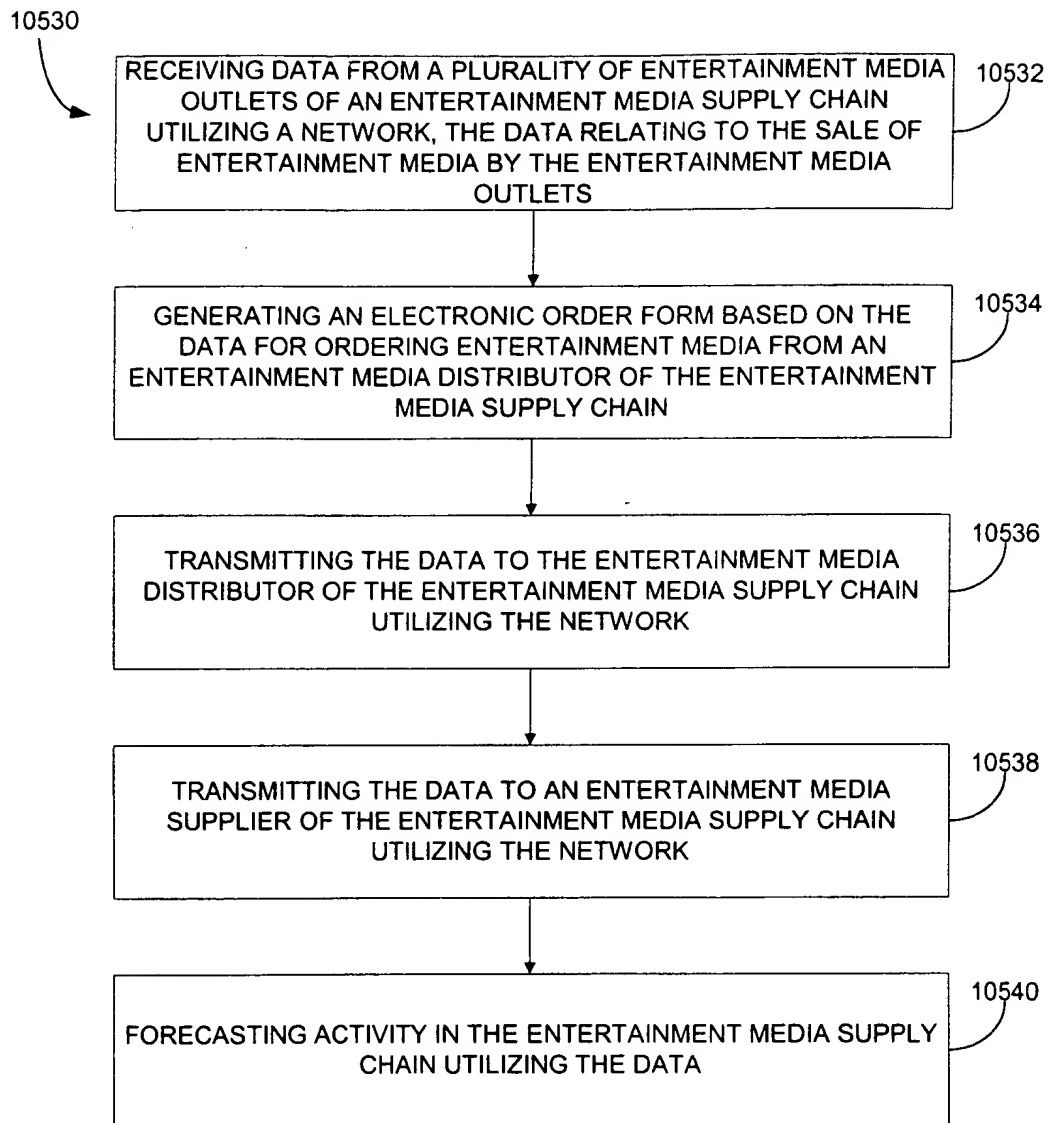 10530
RECEIVING DATA FROM A PLURALITY OF ENTERTAINMENT MEDIA
OUTLETS OF AN ENTERTAINMENT MEDIA SUPPLY CHAIN
UTILIZING A NETWORK, THE DATA RELATING TO THE SALE OF
ENTERTAINMENT MEDIA BY THE ENTERTAINMENT MEDIA
OUTLETS
10532
GENERATING AN ELECTRONIC ORDER FORM BASED ON THE
DATA FOR ORDERING ENTERTAINMENT MEDIA FROM AN
ENTERTAINMENT MEDIA DISTRIBUTOR OF THE ENTERTAINMENT
MEDIA SUPPLY CHAIN
10534
TRANSMITTING THE DATA TO THE ENTERTAINMENT MEDIA
DISTRIBUTOR OF THE ENTERTAINMENT MEDIA SUPPLY CHAIN
UTILIZING THE NETWORK
10536
TRANSMITTING THE DATA TO AN ENTERTAINMENT MEDIA
SUPPLIER OF THE ENTERTAINMENT MEDIA SUPPLY CHAIN
UTILIZING THE NETWORK
10538
FORECASTING ACTIVITY IN THE ENTERTAINMENT MEDIA SUPPLY
CHAIN UTILIZING THE DATA
10540